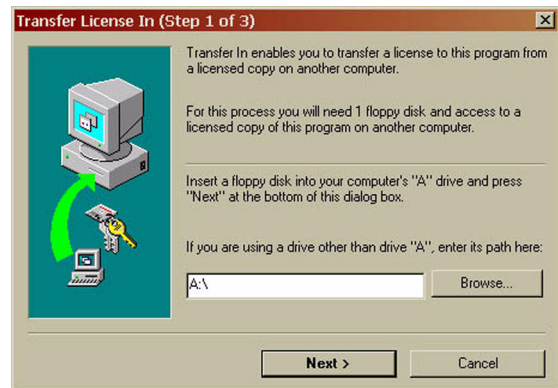 Transfer License In (Step 1 of 3)
Transfer In enables you to transfer a license to this program from
a licensed copy on another computer.
For this process you will need 1 floppy disk and access to a
licensed copy of this program on another computer.
Insert a floppy disk into your computer's "A" drive and press
"Next" at the bottom of this dialog box.
If you are using a drive other than drive "A", enter its path here:
A:\
Browse...
Next >
Cancel